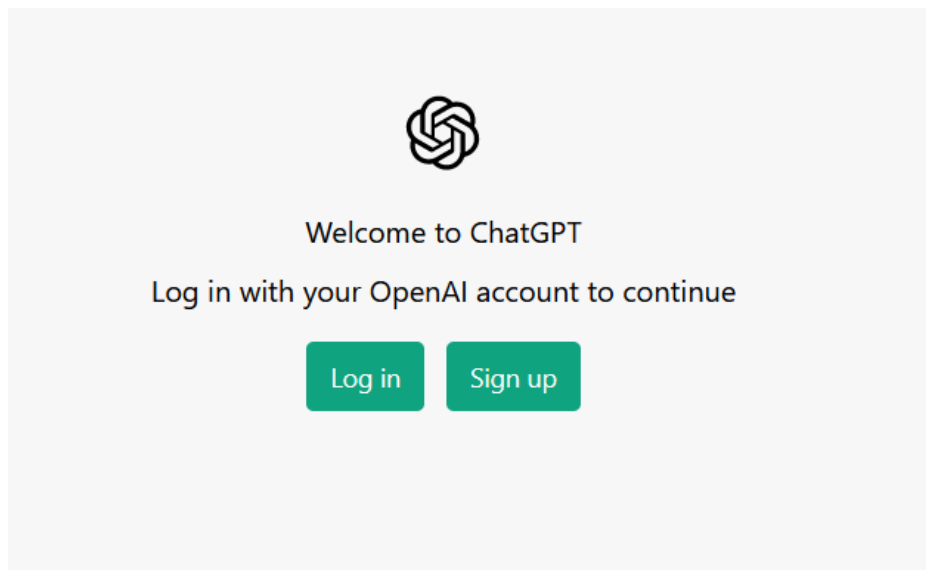 Welcome to ChatGPT
Log in with your OpenAI account to continue
Log in Sign up